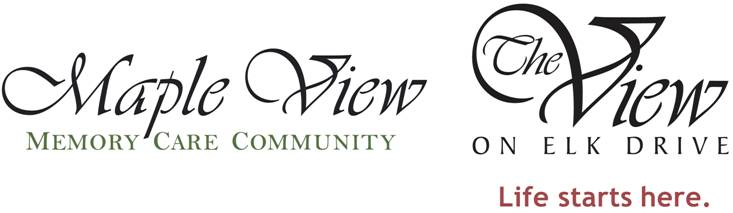 Maple View
MEMORY CARE COMMUNITY
The View
ON ELK DRIVE
Life starts here.